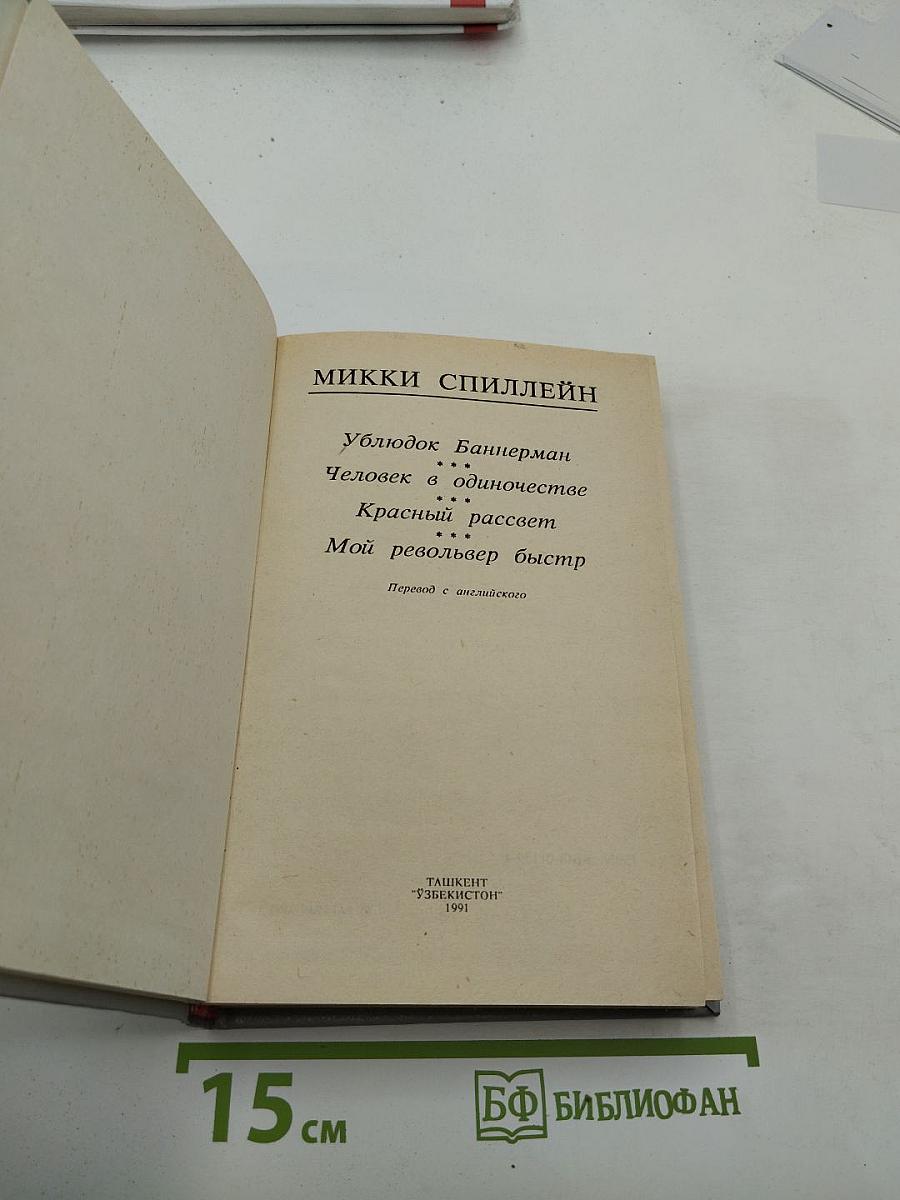 МИККИ СПИЛЛЕЙН
Ублюдок Баннерман
* * *
Человек в одиночестве
* * *
Красный рассвет
* * *
Мой револьвер быстр
Перевод с английского
ТАШКЕНТ
"ЎЗБЕКИСТОН"
1991
15 см
БФ БИБЛИОФАН